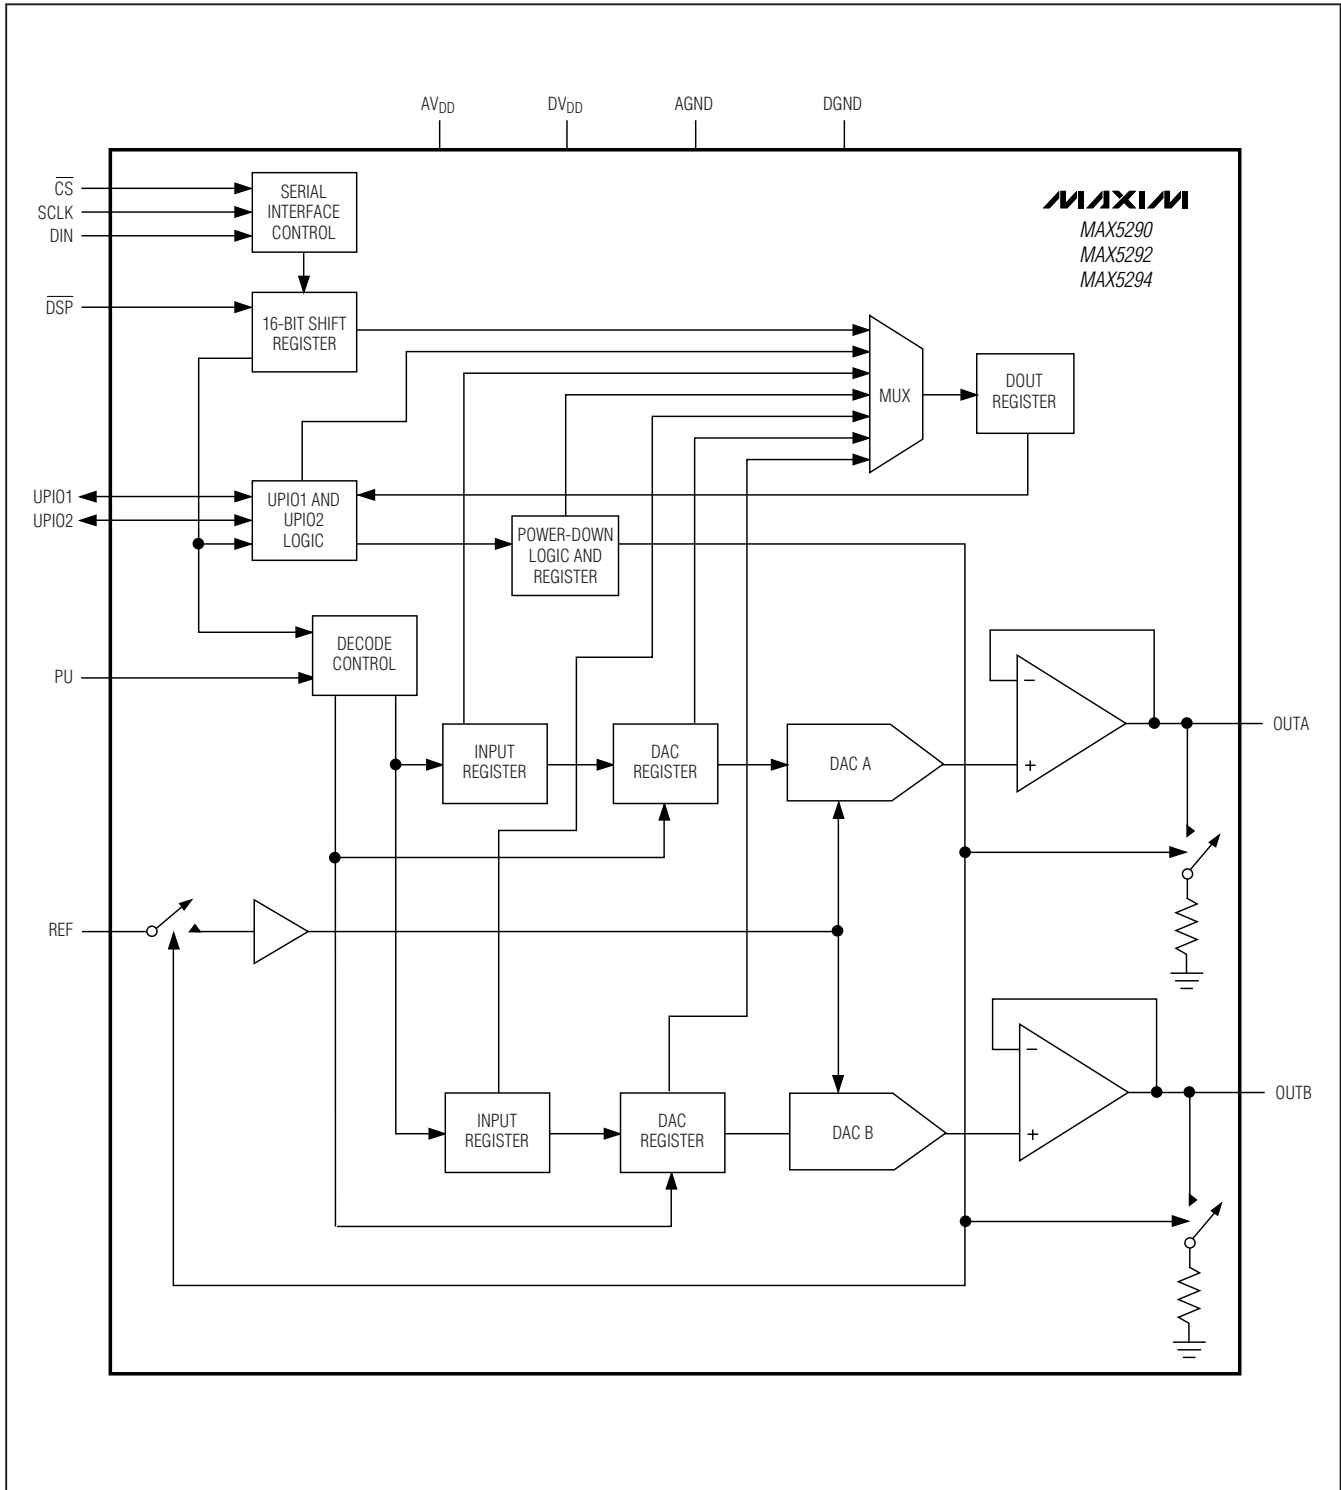 AVDD
DVDD
AGND
DGND
CS
SCLK
DIN
SERIAL
INTERFACE
CONTROL
MAXIM
MAX5290
MAX5292
MAX5294
DSP
16-BIT SHIFT
REGISTER
MUX
DOUT
REGISTER
UPIO1
UPIO2
UPIO1 AND
UPIO2
LOGIC
POWER-DOWN
LOGIC AND
REGISTER
DECODE
CONTROL
PU
INPUT
REGISTER
DAC
REGISTER
DAC A
−
+
OUTA
REF
INPUT
REGISTER
DAC
REGISTER
DAC B
−
+
OUTB